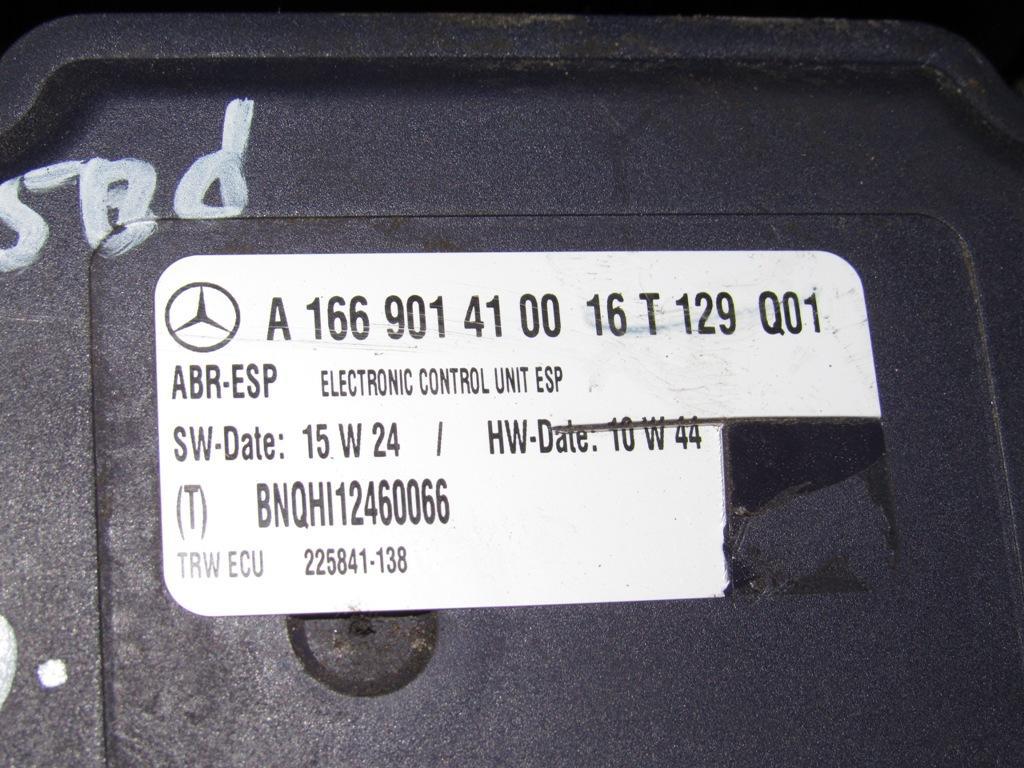 A 166 901 41 00 16 T 129 Q01
ABR-ESP ELECTRONIC CONTROL UNIT ESP
SW-Date: 15 W 24 / HW-Date: 10 W 44
(T) BNQHI12460066
TRW ECU 225841-138